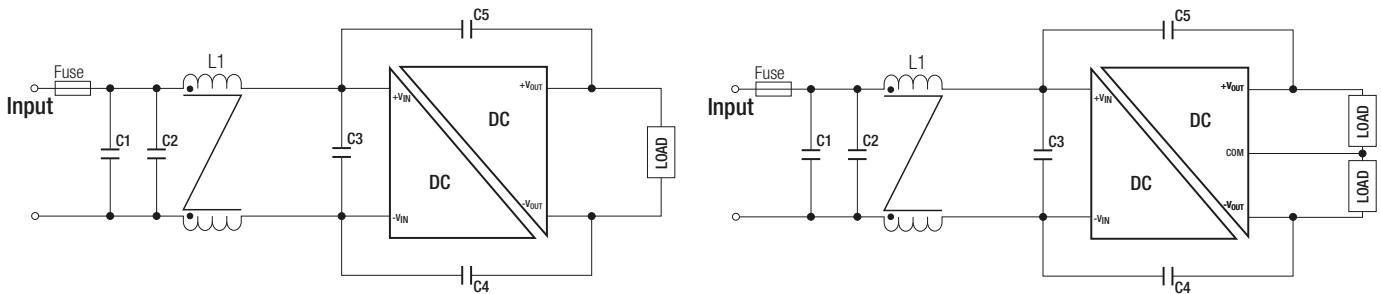 C5
L1
Fuse
Input
+VIN
+VOUT
DC
C1
C2
C3
LOAD
DC
-VIN
-VOUT
C4
C5
L1
Fuse
Input
+VIN
+VOUT
DC
LOAD
C1
C2
C3
COM
DC
LOAD
-VIN
-VOUT
C4